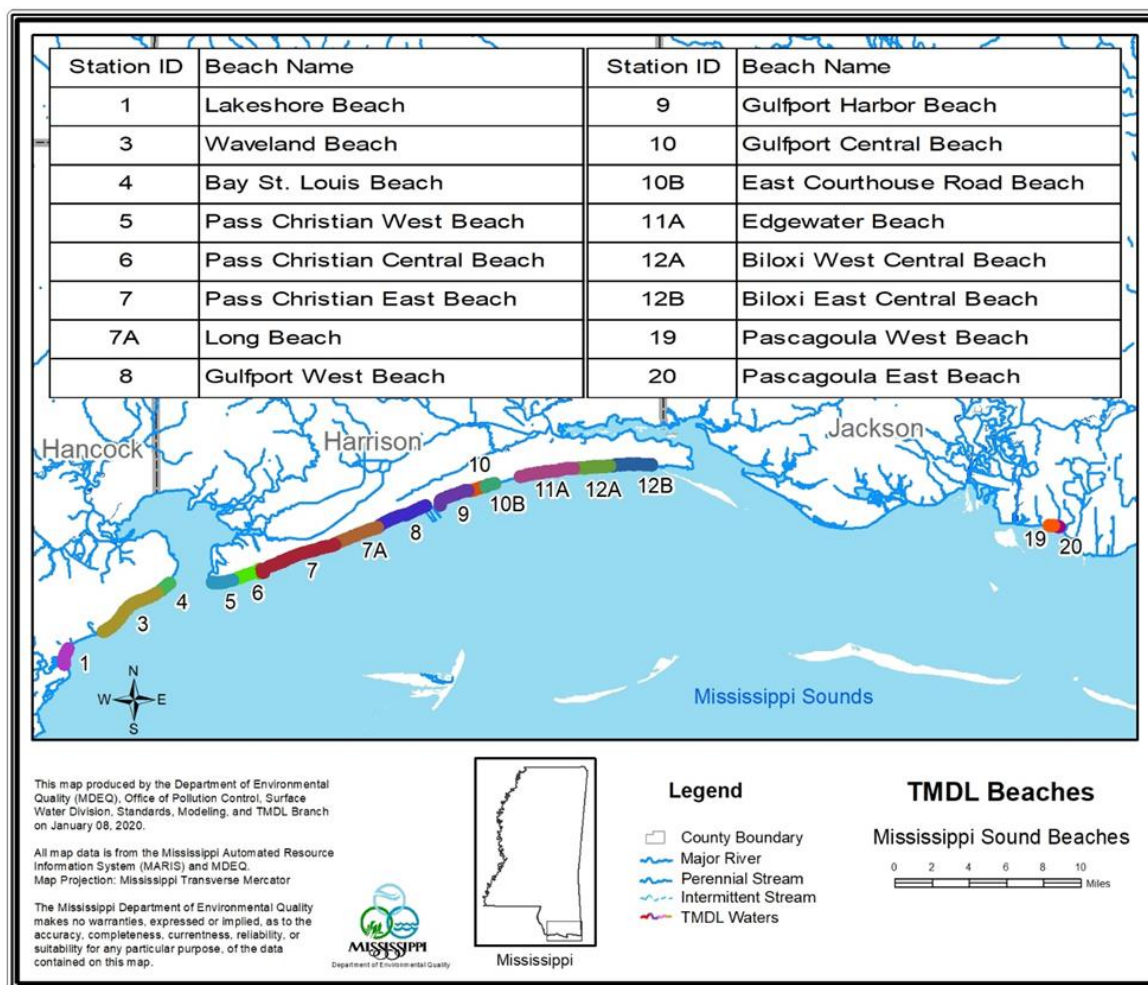 Station ID Beach Name
1 Lakeshore Beach
3 Waveland Beach
4 Bay St. Louis Beach
5 Pass Christian West Beach
6 Pass Christian Central Beach
7 Pass Christian East Beach
7A Long Beach
8 Gulfport West Beach
Station ID Beach Name
9 Gulfport Harbor Beach
10 Gulfport Central Beach
10B East Courthouse Road Beach
11A Edgewater Beach
12A Biloxi West Central Beach
12B Biloxi East Central Beach
19 Pascagoula West Beach
20 Pascagoula East Beach
Hancock
Harrison
Jackson
1
3
4
5
6
7
7A
8
9
10
10B
11A
12A
12B
19
20
N
W E
S
Mississippi Sounds
This map produced by the Department of Environmental
Quality (MDEQ), Office of Pollution Control, Surface
Water Division, Standards, Modeling, and TMDL Branch
on January 08, 2020.
All map data is from the Mississippi Automated Resource
Information System (MARIS) and MDEQ.
Map Projection: Mississippi Transverse Mercator
The Mississippi Department of Environmental Quality
makes no warranties, expressed or implied, as to the
accuracy, completeness, currentness, reliability, or
suitability for any particular purpose, of the data
contained on this map.
MISSISSIPPI
Department of Environmental Quality
Mississippi
Legend
County Boundary
Major River
Perennial Stream
Intermittent Stream
TMDL Waters
TMDL Beaches
Mississippi Sound Beaches
0 2 4 6 8 10
Miles